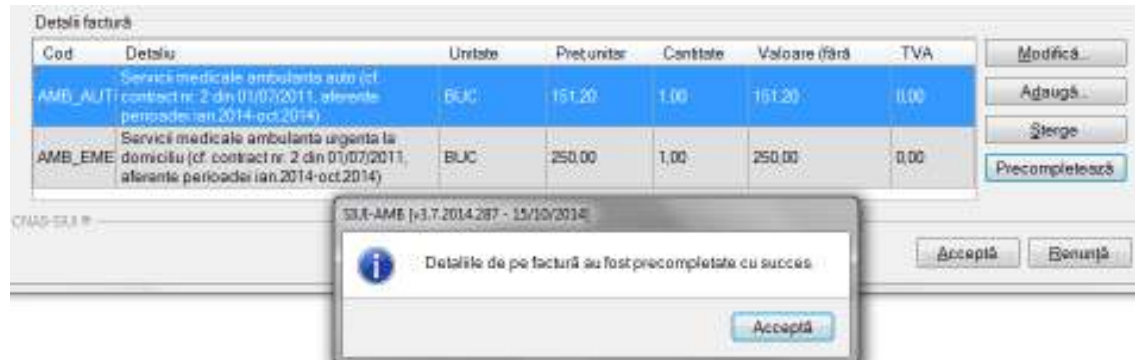 Detalii factură
Cod Detaliu Unitate Preț unitar Cantitate Valoare (fără TVA Modifică...
Servicii medicale ambulanta auto (cf.
AMB_AUT contract nr. 2 din 01/07/2011, aferente BUC 151,20 1,00 151,20 0,00 Adaugă...
perioadei ian.2014-oct.2014)
Servicii medicale ambulanta urgenta la Șterge
AMB_EME domiciliu (cf. contract nr. 2 din 01/07/2011, BUC 250,00 1,00 250,00 0,00
aferente perioadei ian.2014-oct.2014) Precompletează
CNAS-SIUI ®
SIUI-AMB [v3.7.2014.287 - 15/10/2014]
Detaliile de pe factură au fost precompletate cu succes.
Acceptă Renunță
Acceptă